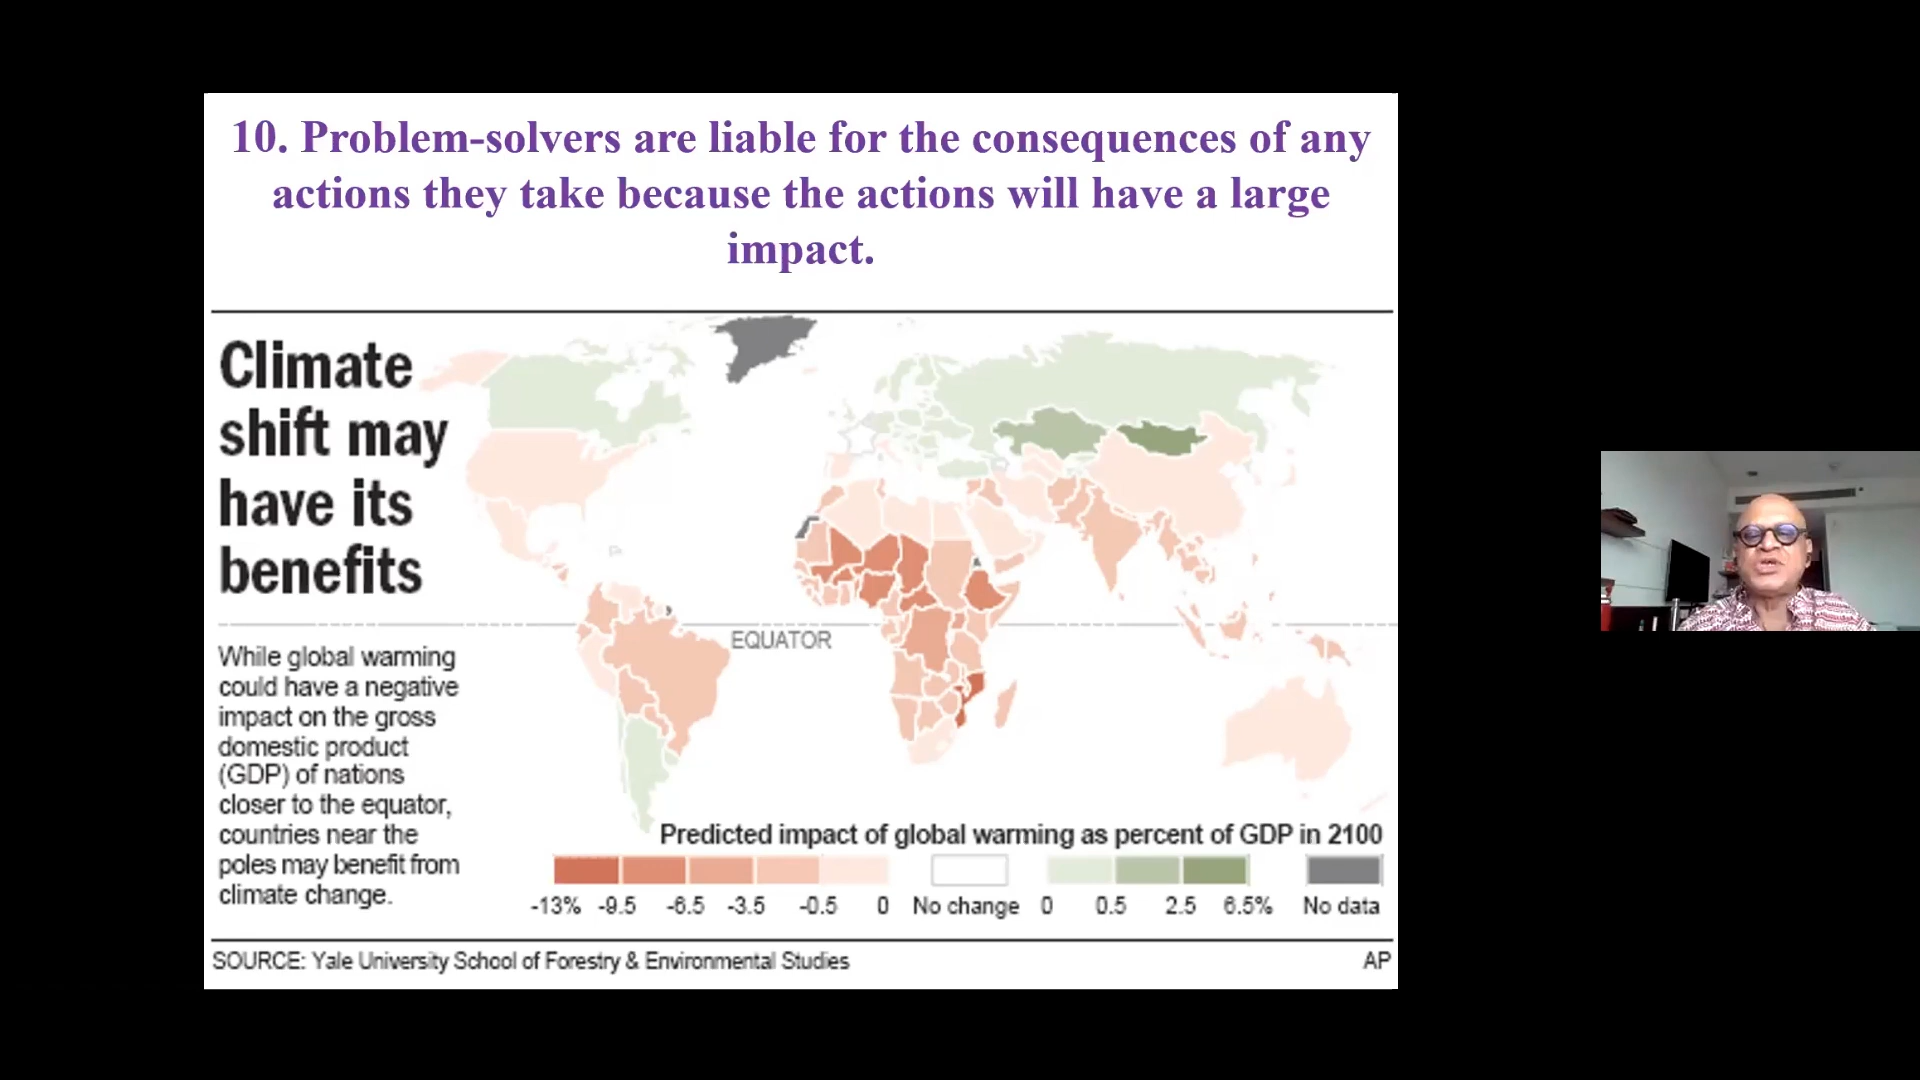 10. Problem-solvers are liable for the consequences of any
actions they take because the actions will have a large
impact.
Climate
shift may
have its
benefits
EQUATOR
While global warming
could have a negative
impact on the gross
domestic product
(GDP) of nations
closer to the equator,
countries near the
poles may benefit from
climate change.
Predicted impact of global warming as percent of GDP in 2100
-13% -9.5 -6.5 -3.5 -0.5 0 No change 0 0.5 2.5 6.5% No data
SOURCE: Yale University School of Forestry & Environmental Studies AP